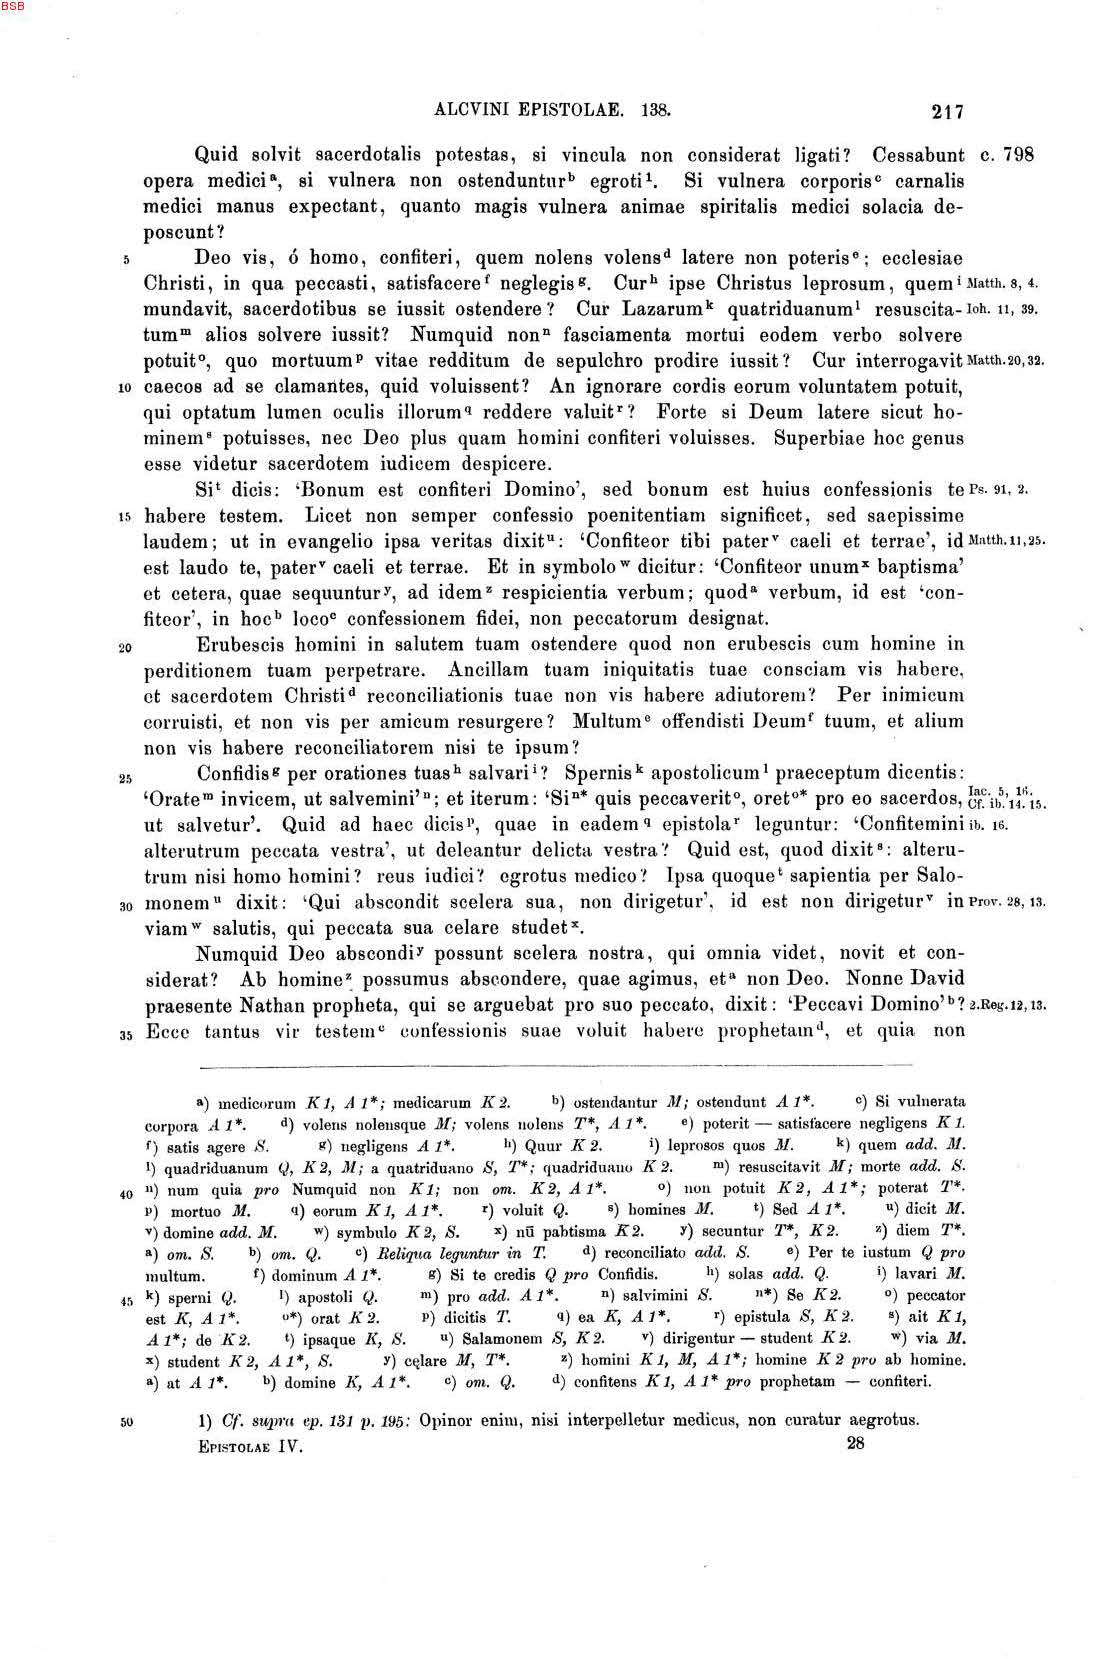 BSB
ALCVINI EPISTOLAE. 138. 217
Quid solvit sacerdotalis potestas, si vincula non considerat ligati? Cessabunt c. 798
opera medici ᵃ, si vulnera non ostenduntur ᵇ egroti ¹. Si vulnera corporis ᶜ carnalis
medici manus expectant, quanto magis vulnera animae spiritalis medici solacia de-
poscunt?
5 Deo vis, ó homo, confiteri, quem nolens volens ᵈ latere non poteris ᵉ; ecclesiae
Christi, in qua peccasti, satisfacere ᶠ neglegis ᵍ. Cur ʰ ipse Christus leprosum, quem ⁱ Matth. 8, 4.
mundavit, sacerdotibus se iussit ostendere? Cur Lazarum ᵏ quatriduanum ˡ resuscita- Ioh. 11, 39.
tum ᵐ alios solvere iussit? Numquid non ⁿ fasciamenta mortui eodem verbo solvere
potuit ᵒ, quo mortuum ᵖ vitae redditum de sepulchro prodire iussit? Cur interrogavit Matth. 20, 32.
10 caecos ad se clamantes, quid voluissent? An ignorare cordis eorum voluntatem potuit,
qui optatum lumen oculis illorum q reddere valuit ʳ? Forte si Deum latere sicut ho-
minem ˢ potuisses, nec Deo plus quam homini confiteri voluisses. Superbiae hoc genus
esse videtur sacerdotem iudicem despicere.
Si ᵗ dicis: ‘Bonum est confiteri Domino’, sed bonum est huius confessionis te Ps. 91, 2.
15 habere testem. Licet non semper confessio poenitentiam significet, sed saepissime
laudem; ut in evangelio ipsa veritas dixit ᵘ: ‘Confiteor tibi pater ᵛ caeli et terrae’, id Matth. 11, 25.
est laudo te, pater ᵛ caeli et terrae. Et in symbolo ʷ dicitur: ‘Confiteor unum ˣ baptisma’
et cetera, quae sequuntur ʸ, ad idem ᶻ respicientia verbum; quod ᵃ verbum, id est ‘con-
fiteor’, in hoc ᵇ loco ᶜ confessionem fidei, non peccatorum designat.
20 Erubescis homini in salutem tuam ostendere quod non erubescis cum homine in
perditionem tuam perpetrare. Ancillam tuam iniquitatis tuae consciam vis habere,
et sacerdotem Christi ᵈ reconciliationis tuae non vis habere adiutorem? Per inimicum
corruisti, et non vis per amicum resurgere? Multum ᵉ offendisti Deum ᶠ tuum, et alium
non vis habere reconciliatorem nisi te ipsum?
25 Confidis ᵍ per orationes tuas ʰ salvari ⁱ? Spernis ᵏ apostolicum ˡ praeceptum dicentis:
‘Orate ᵐ invicem, ut salvemini’ ⁿ; et iterum: ‘Si ⁿ* quis peccaverit ᵒ, oret ᵒ* pro eo sacerdos, Iac. 5, 16. Cf. ib. 14. 15.
ut salvetur’. Quid ad haec dicis ᵖ, quae in eadem q epistola ʳ leguntur: ‘Confitemini ib. 16.
alterutrum peccata vestra’, ut deleantur delicta vestra? Quid est, quod dixit ˢ: alteru-
trum nisi homo homini? reus iudici? egrotus medico? Ipsa quoque ᵗ sapientia per Salo-
30 monem ᵘ dixit: ‘Qui abscondit scelera sua, non dirigetur’, id est non dirigetur ᵛ in Prov. 28, 13.
viam ʷ salutis, qui peccata sua celare studet ˣ.
Numquid Deo abscondi ʸ possunt scelera nostra, qui omnia videt, novit et con-
siderat? Ab homine ᶻ possumus abscondere, quae agimus, et ᵃ non Deo. Nonne David
praesente Nathan propheta, qui se arguebat pro suo peccato, dixit: ‘Peccavi Domino’ ᵇ? 2. Reg. 12, 13.
35 Ecce tantus vir testem ᶜ confessionis suae voluit habere prophetam ᵈ, et quia non
a) medicorum K 1, A 1*; medicarum K 2. b) ostendantur M; ostendunt A 1*. c) Si vulnerata
corpora A 1*. d) volens nolensque M; volens nolens T*, A 1*. e) poterit — satisfacere negligens K 1.
f) satis agere S. g) negligens A 1*. h) Quur K 2. i) leprosos quos M. k) quem add. M.
l) quadriduanum Q, K 2, M; a quatriduano S, T*; quadriduano K 2. m) resuscitavit M; morte add. S.
40 n) num quia pro Numquid non K 1; non om. K 2, A 1*. o) non potuit K 2, A 1*; poterat T*.
p) mortuo M. q) eorum K 1, A 1*. r) voluit Q. s) homines M. t) Sed A 1*. u) dicit M.
v) domine add. M. w) symbulo K 2, S. x) nū pabtisma K 2. y) secuntur T*, K 2. z) diem T*.
a) om. S. b) om. Q. c) Reliqua leguntur in T. d) reconciliato add. S. e) Per te iustum Q pro
multum. f) dominum A 1*. g) Si te credis Q pro Confidis. h) solas add. Q. i) lavari M.
45 k) sperni Q. l) apostoli Q. m) pro add. A 1*. n) salvimini S. n*) Se K 2. o) peccator
est K, A 1*. o*) orat K 2. p) dicitis T. q) ea K, A 1*. r) epistula S, K 2. s) ait K 1,
A 1*; de K 2. t) ipsaque K, S. u) Salamonem S, K 2. v) dirigentur — student K 2. w) via M.
x) student K 2, A 1*, S. y) cęlare M, T*. z) homini K 1, M, A 1*; homine K 2 pro ab homine.
a) at A 1*. b) domine K, A 1*. c) om. Q. d) confitens K 1, A 1* pro prophetam — confiteri.
50 1) Cf. supra ep. 131 p. 195: Opinor enim, nisi interpelletur medicus, non curatur aegrotus.
EPISTOLAE IV. 28